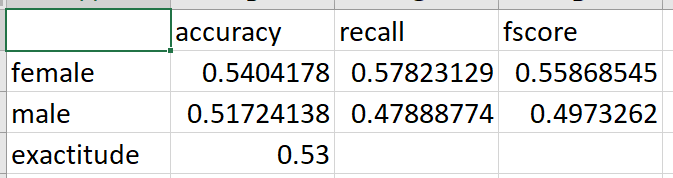 accuracy recall fscore
female 0.5404178 0.57823129 0.55868545
male 0.51724138 0.47888774 0.4973262
exactitude 0.53